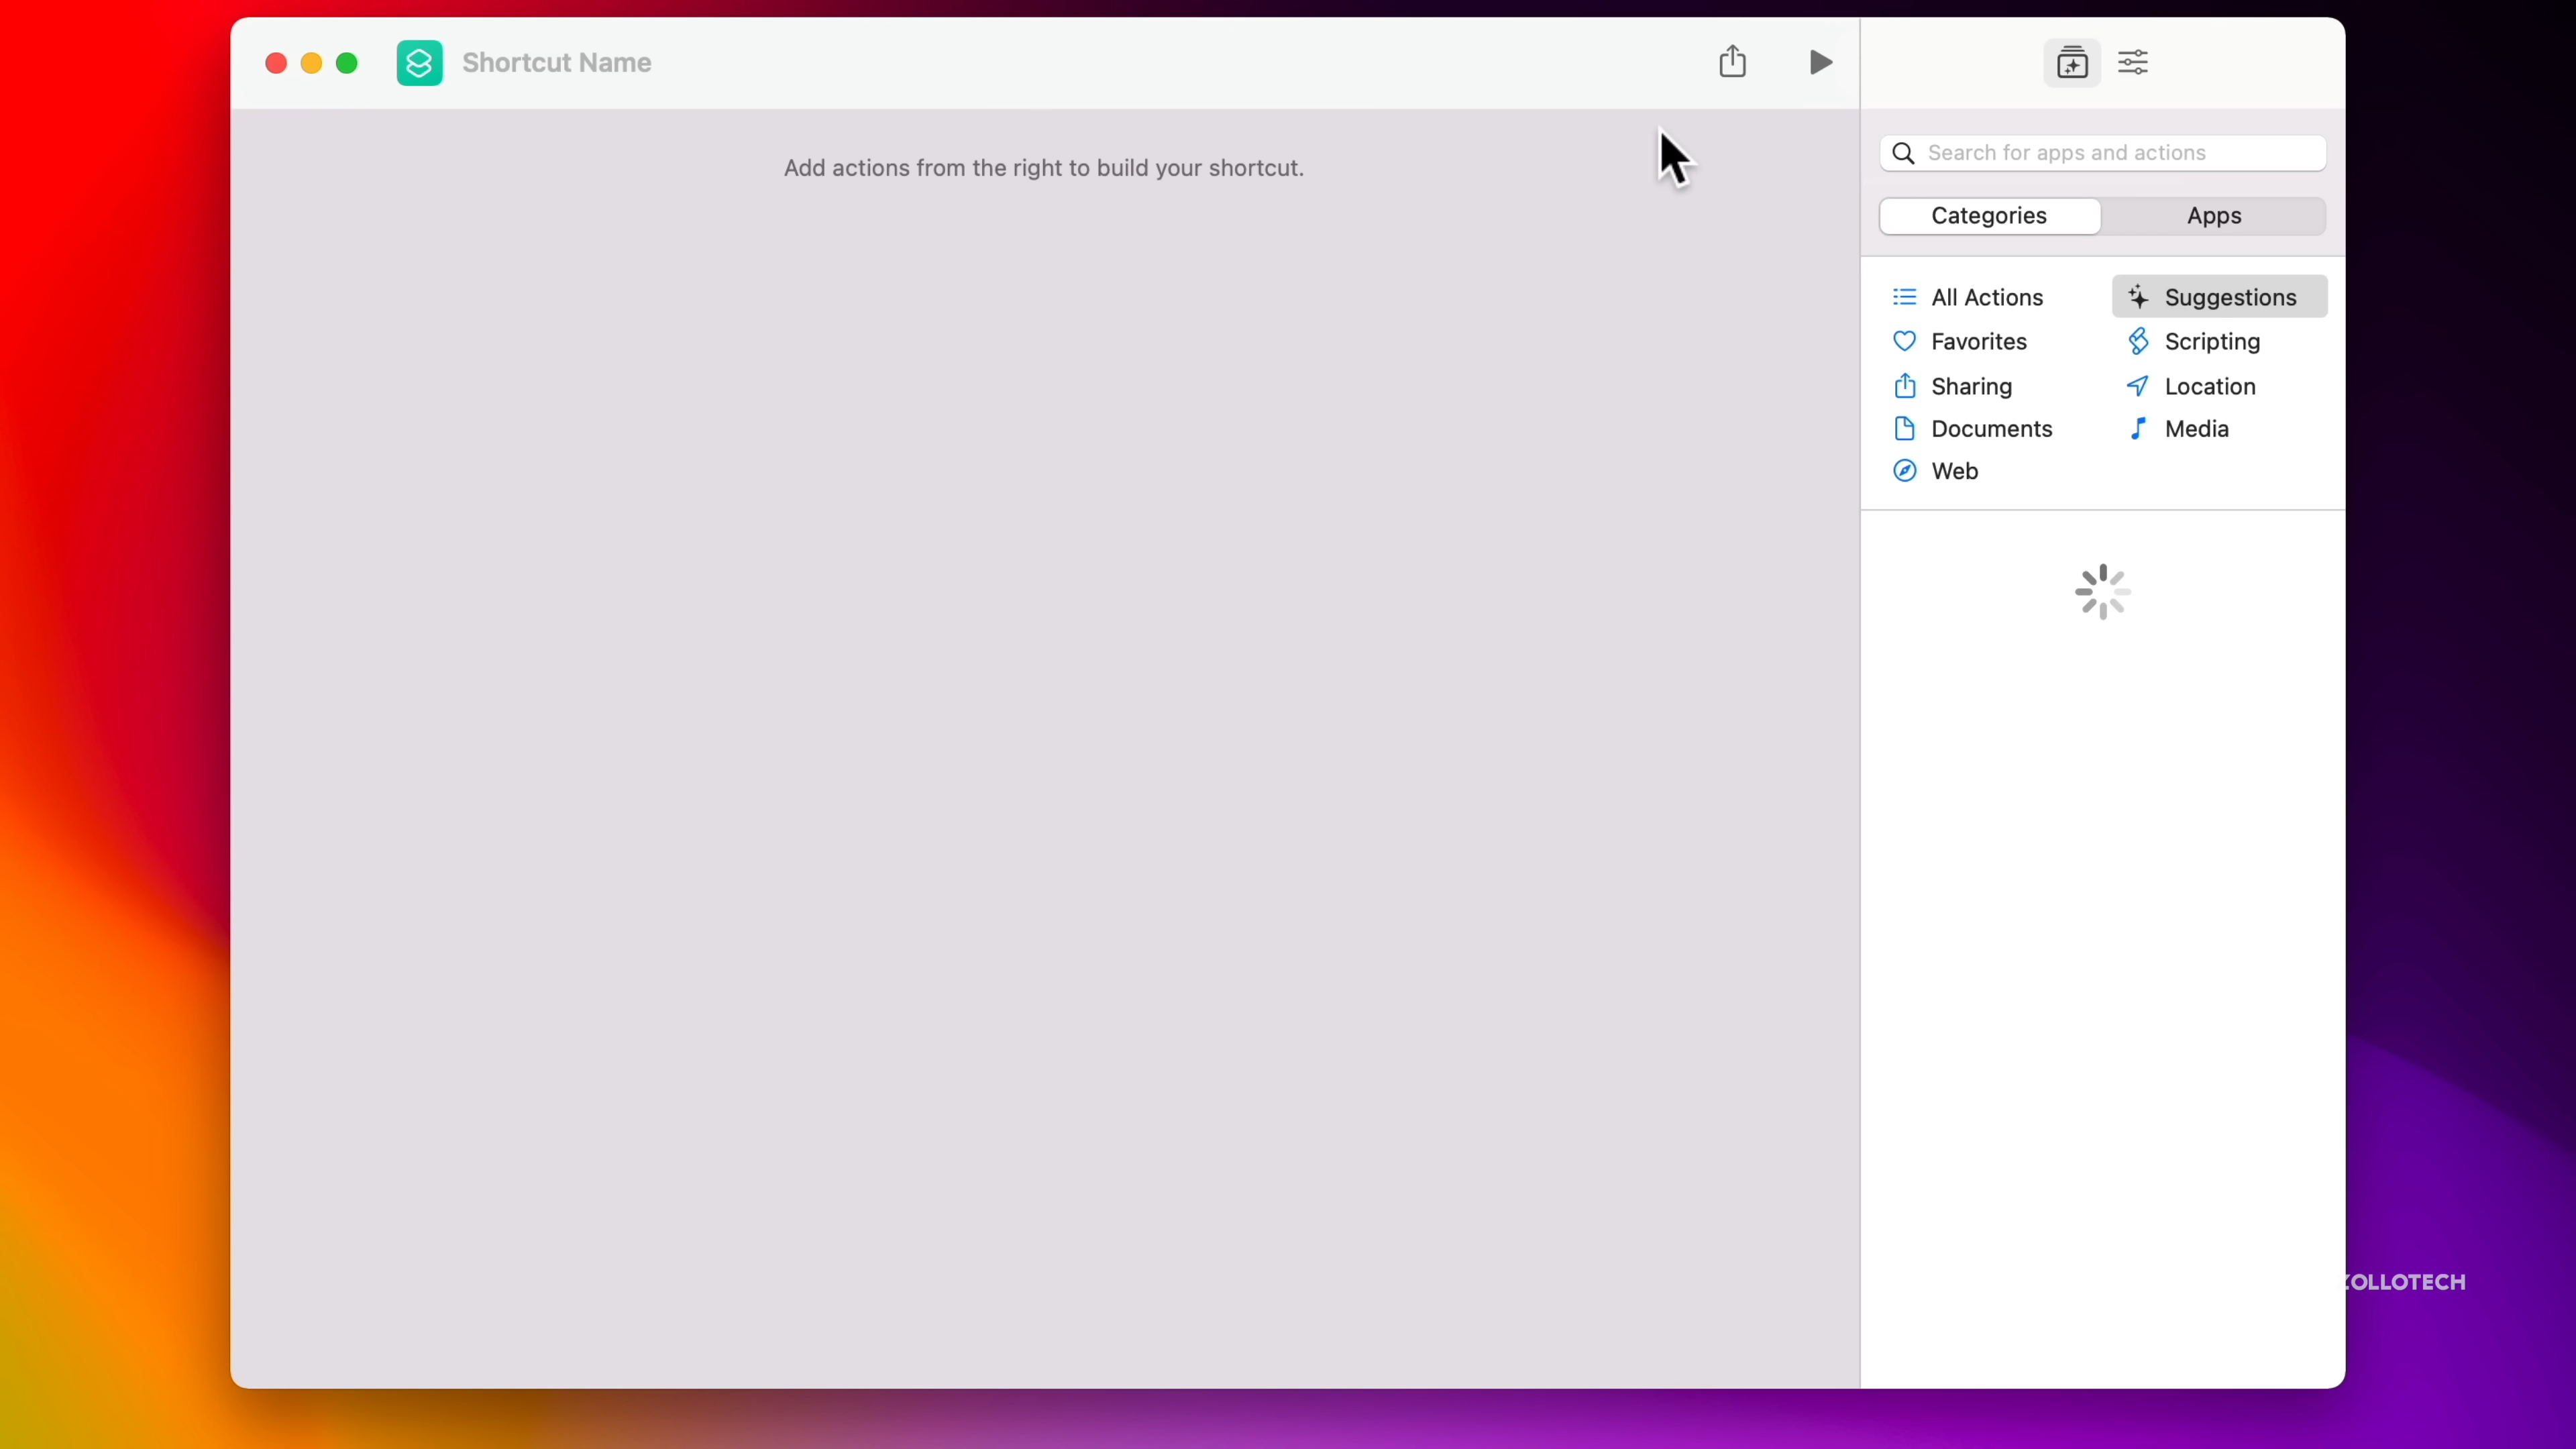 Shortcut Name
Add actions from the right to build your shortcut.
Search for apps and actions
Categories
Apps
All Actions
Suggestions
Favorites
Scripting
Sharing
Location
Documents
Media
Web
OLLOTECH